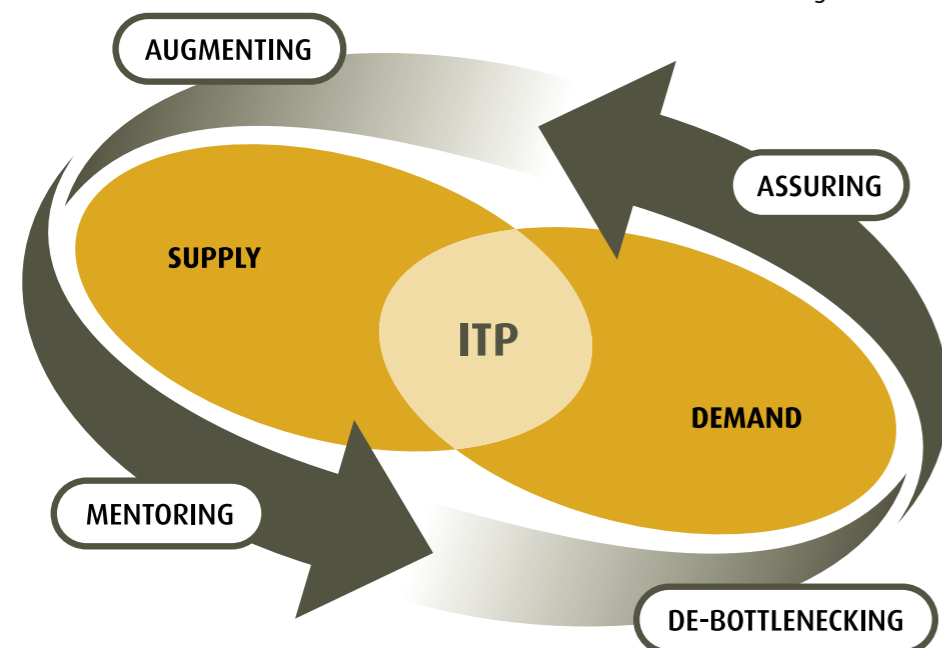 AUGMENTING
ASSURING
SUPPLY
ITP
DEMAND
MENTORING
DE-BOTTLENECKING